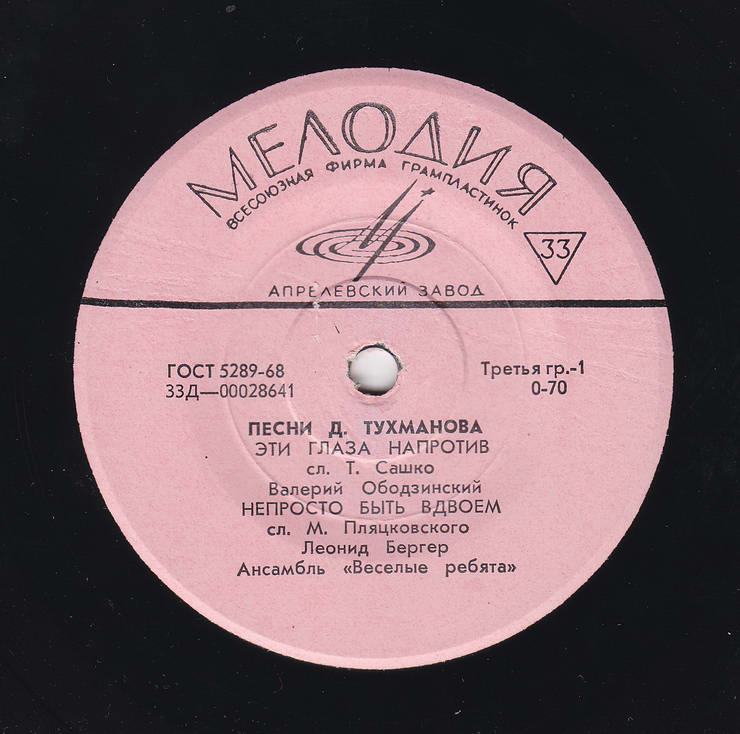 МЕЛОДИЯ
ВСЕСОЮЗНАЯ ФИРМА ГРАМПЛАСТИНОК
33
АПРЕЛЕВСКИЙ ЗАВОД
ГОСТ 5289-68
33Д—00028641
Третья гр.-1
0-70
ПЕСНИ Д. ТУХМАНОВА
ЭТИ ГЛАЗА НАПРОТИВ
сл. Т. Сашко
Валерий Ободзинский
НЕПРОСТО БЫТЬ ВДВОЕМ
сл. М. Пляцковского
Леонид Бергер
Ансамбль «Веселые ребята»